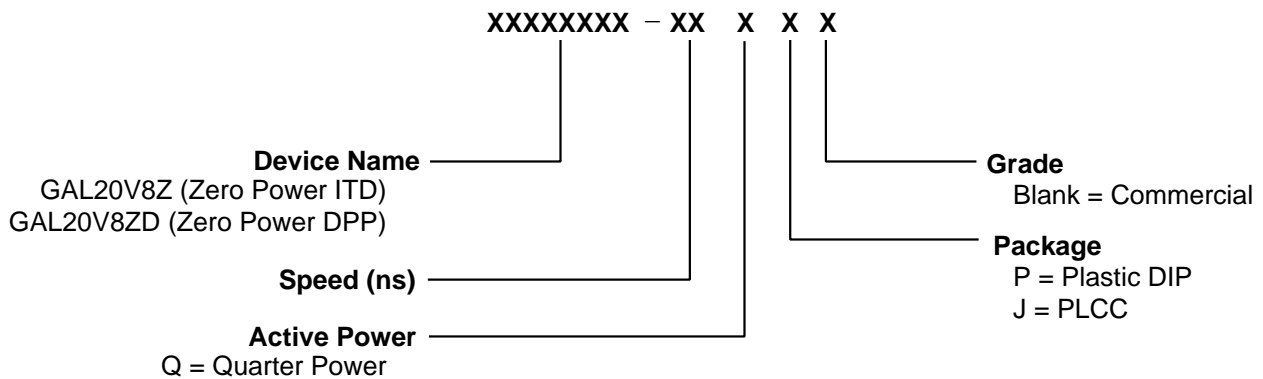 XXXXXXXX – XX X X X
Device Name
GAL20V8Z (Zero Power ITD)
GAL20V8ZD (Zero Power DPP)
Speed (ns)
Active Power
Q = Quarter Power
Grade
Blank = Commercial
Package
P = Plastic DIP
J = PLCC